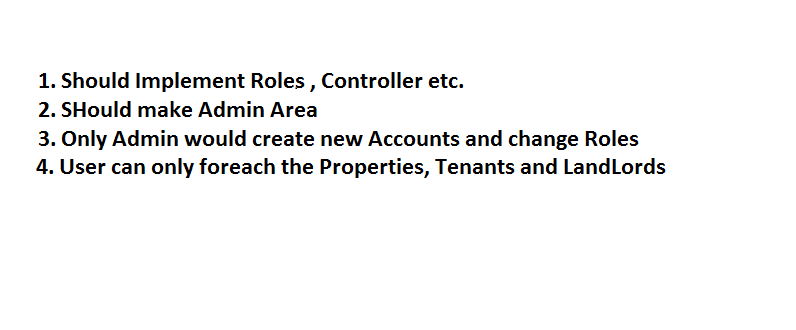 1. Should Implement Roles , Controller etc.
2. SHould make Admin Area
3. Only Admin would create new Accounts and change Roles
4. User can only foreach the Properties, Tenants and LandLords